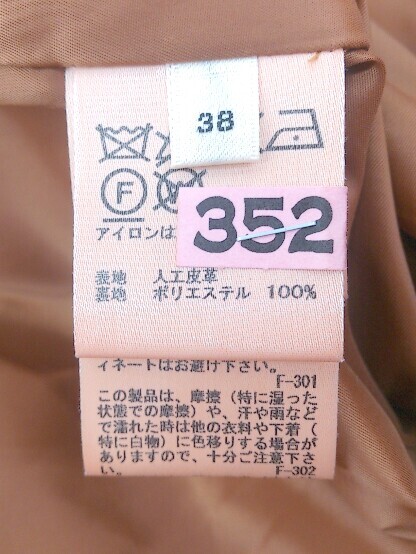 38
F
アイロンは
352
表地 人工皮革
裏地 ポリエステル 100%
ィネートはお避け下さい。
F-301
この製品は、摩擦（特に湿った
状態での摩擦）や、汗や雨など
で濡れた時は他の衣料や下着（
特に白物）に色移りする場合が
ありますので、十分ご注意下さ
い。
F-302